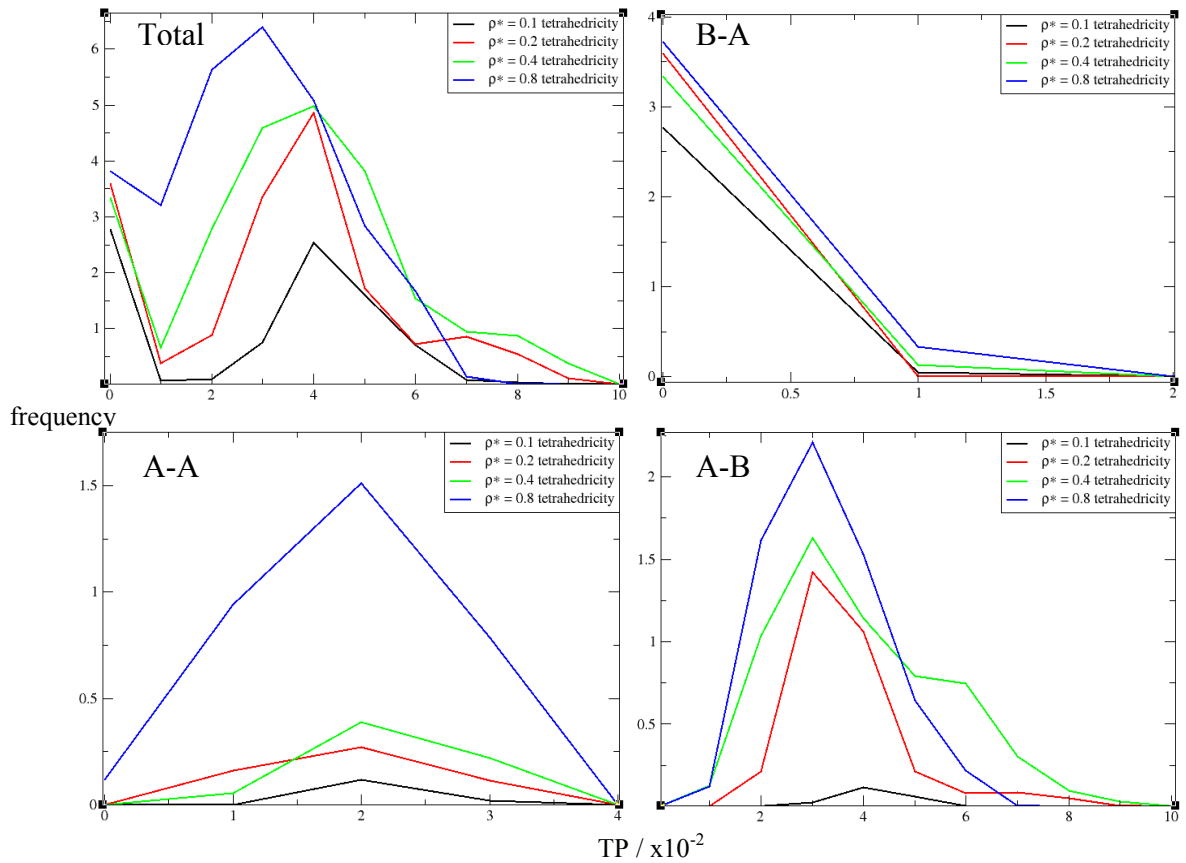 Total
ρ* = 0.1 tetrahedricity
ρ* = 0.2 tetrahedricity
ρ* = 0.4 tetrahedricity
ρ* = 0.8 tetrahedricity
6
5
4
3
2
1
0
0 2 4 6 8 10
B-A
ρ* = 0.1 tetrahedricity
ρ* = 0.2 tetrahedricity
ρ* = 0.4 tetrahedricity
ρ* = 0.8 tetrahedricity
4
3
2
1
0
0 0.5 1 1.5 2
frequency
A-A
ρ* = 0.1 tetrahedricity
ρ* = 0.2 tetrahedricity
ρ* = 0.4 tetrahedricity
ρ* = 0.8 tetrahedricity
1.5
1
0.5
0
0 1 2 3 4
A-B
ρ* = 0.1 tetrahedricity
ρ* = 0.2 tetrahedricity
ρ* = 0.4 tetrahedricity
ρ* = 0.8 tetrahedricity
2
1.5
1
0.5
2 4 6 8 10
TP / x10⁻²